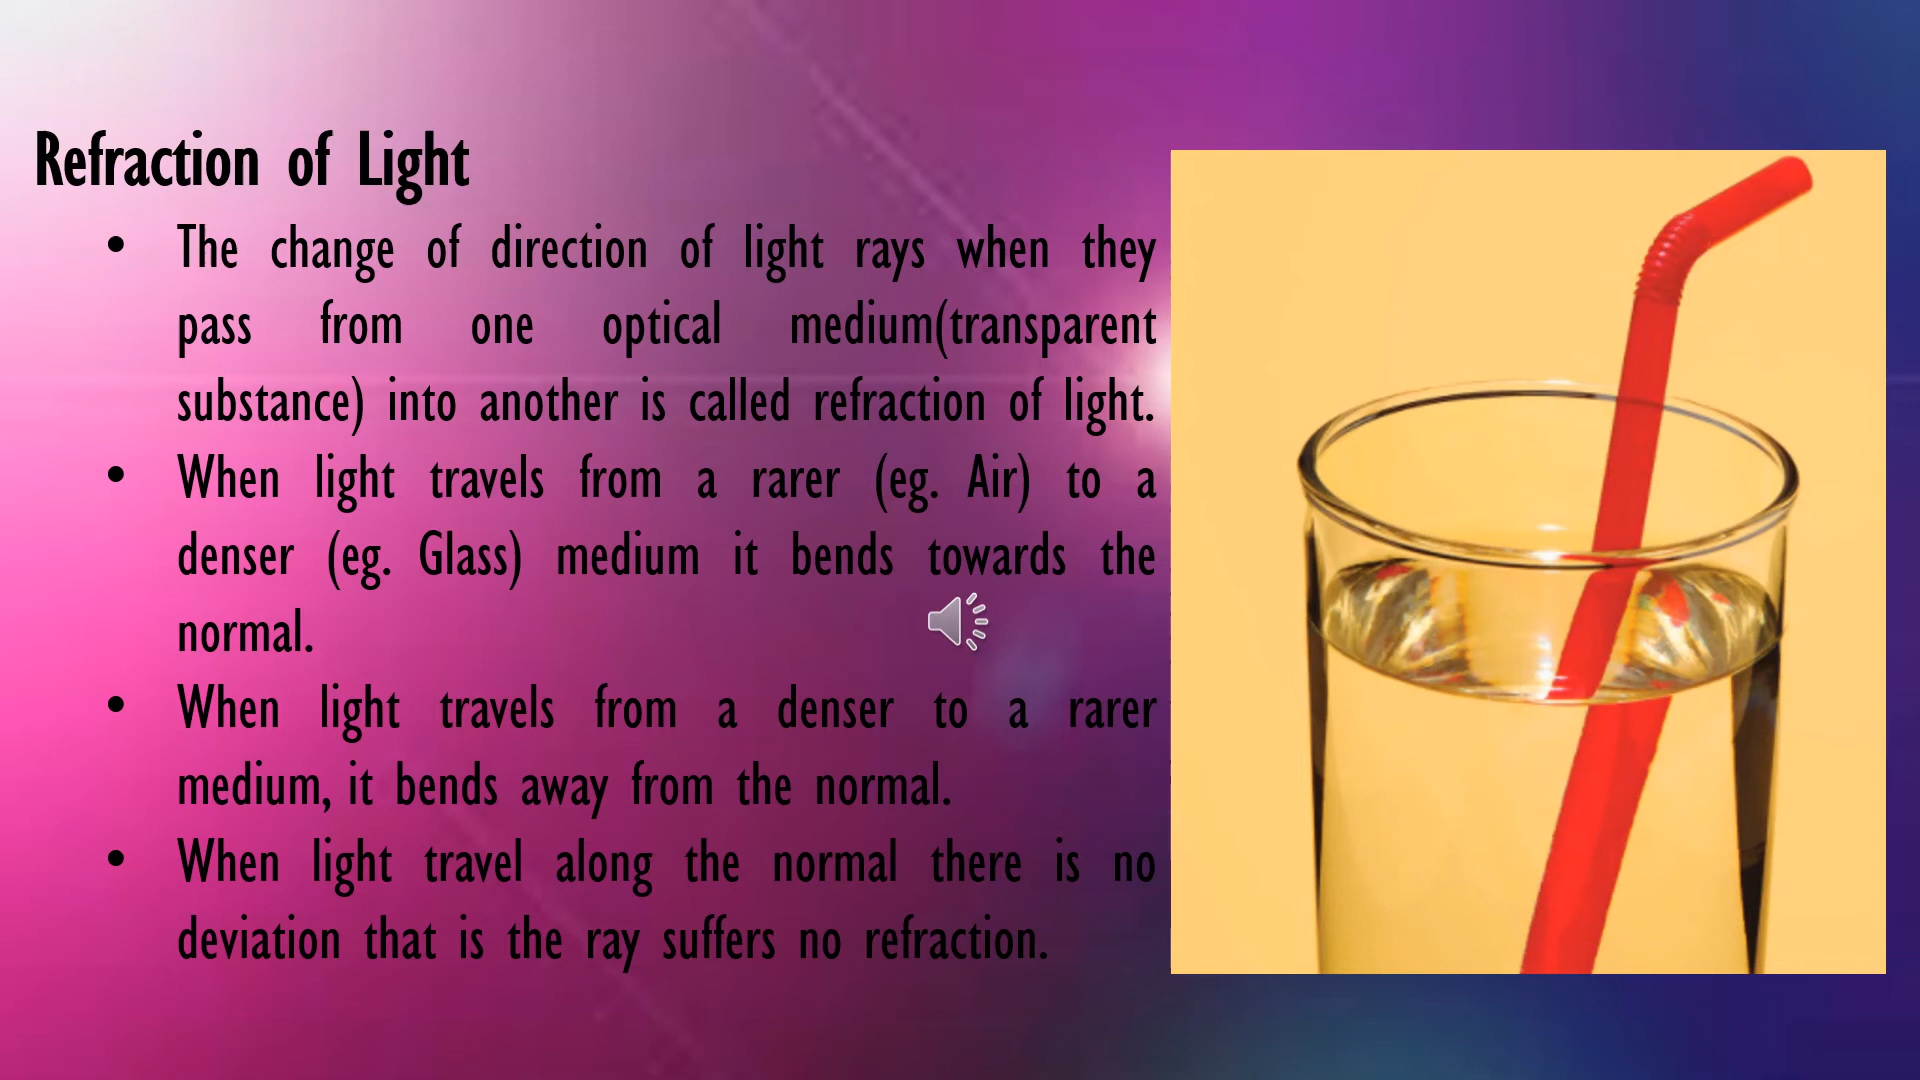 Refraction of Light
• The change of direction of light rays when they
pass from one optical medium(transparent
substance) into another is called refraction of light.
• When light travels from a rarer (eg. Air) to a
denser (eg. Glass) medium it bends towards the
normal.
• When light travels from a denser to a rarer
medium, it bends away from the normal.
• When light travel along the normal there is no
deviation that is the ray suffers no refraction.